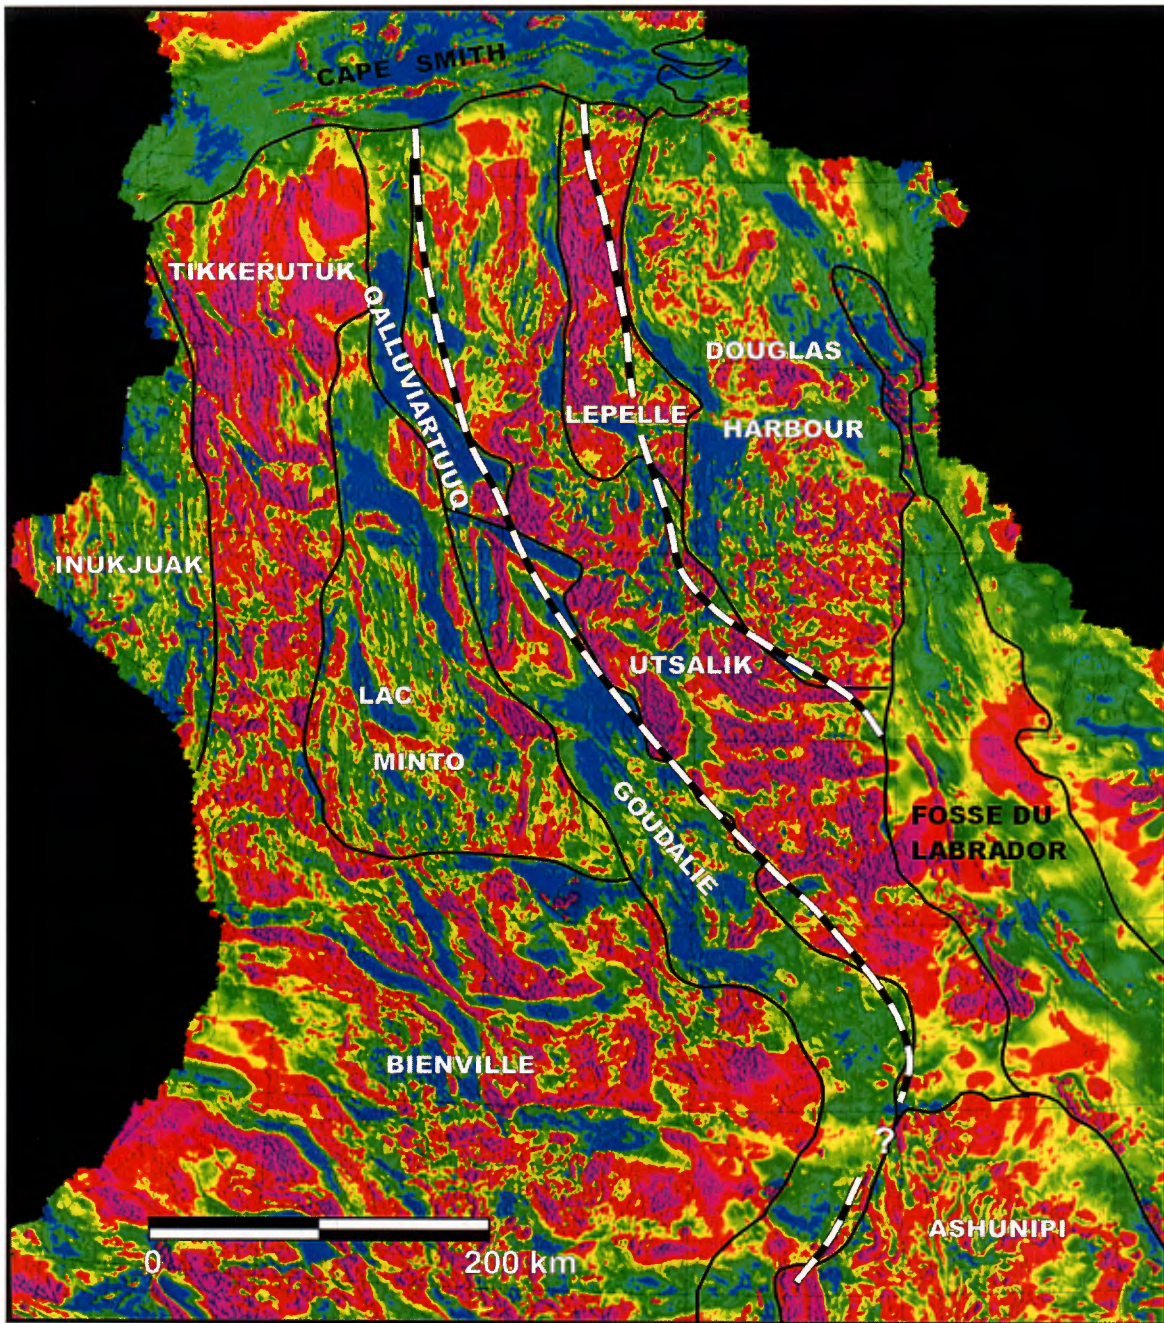 CAPE SMITH
TIKKERUTUK
QALLUVIARTUUQ
DOUGLAS
HARBOUR
LEPELLE
INUKJUAK
UTSALIK
LAC
MINTO
GOUDALIE
FOSSE DU
LABRADOR
BIENVILLE
?
ASHUNIPI
0 200 km